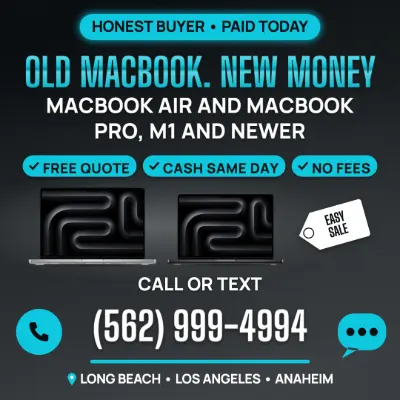 HONEST BUYER • PAID TODAY
OLD MACBOOK. NEW MONEY
MACBOOK AIR AND MACBOOK
PRO, M1 AND NEWER
FREE QUOTE
CASH SAME DAY
NO FEES
EASY
SALE
CALL OR TEXT
(562) 999-4994
LONG BEACH • LOS ANGELES • ANAHEIM